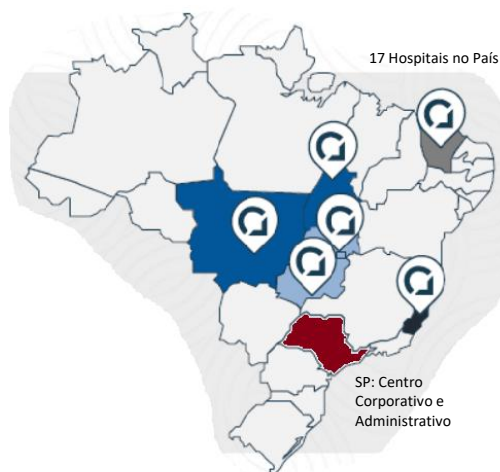 17 Hospitais no País
SP: Centro
Corporativo e
Administrativo